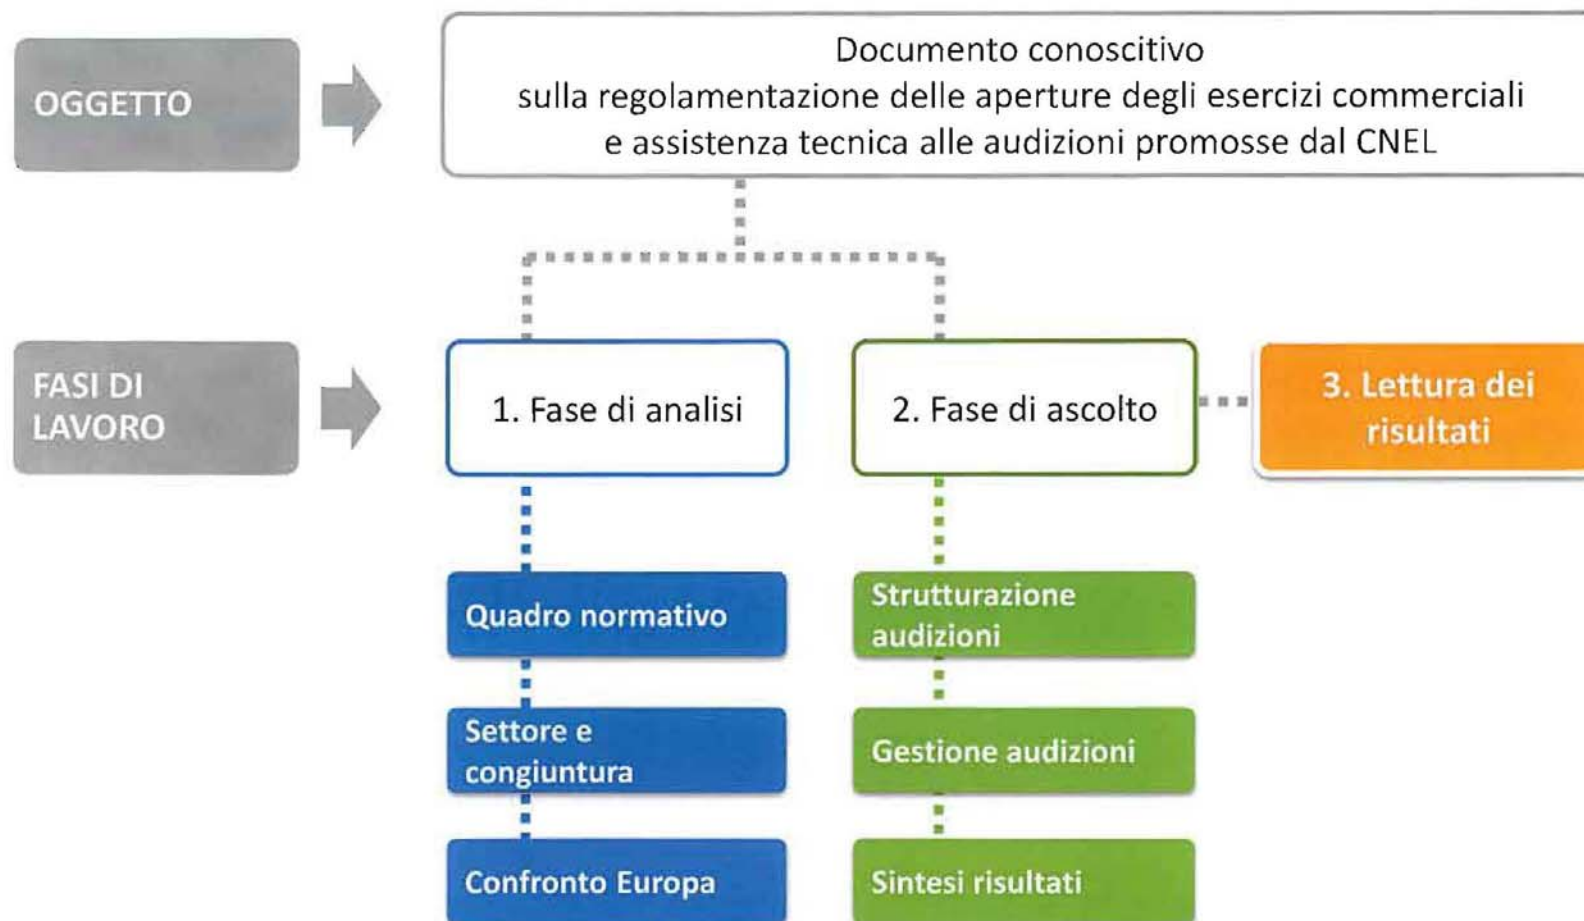 OGGETTO
Documento conoscitivo
sulla regolamentazione delle aperture degli esercizi commerciali
e assistenza tecnica alle audizioni promosse dal CNEL
FASI DI
LAVORO
1. Fase di analisi
2. Fase di ascolto
3. Lettura dei
risultati
Quadro normativo
Settore e
congiuntura
Confronto Europa
Strutturazione
audizioni
Gestione audizioni
Sintesi risultati